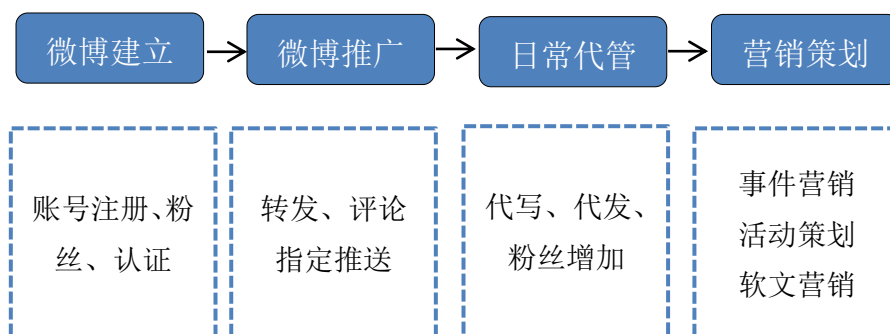 微博建立
微博推广
日常代管
营销策划
账号注册、粉
丝、认证
转发、评论
指定推送
代写、代发、
粉丝增加
事件营销
活动策划
软文营销